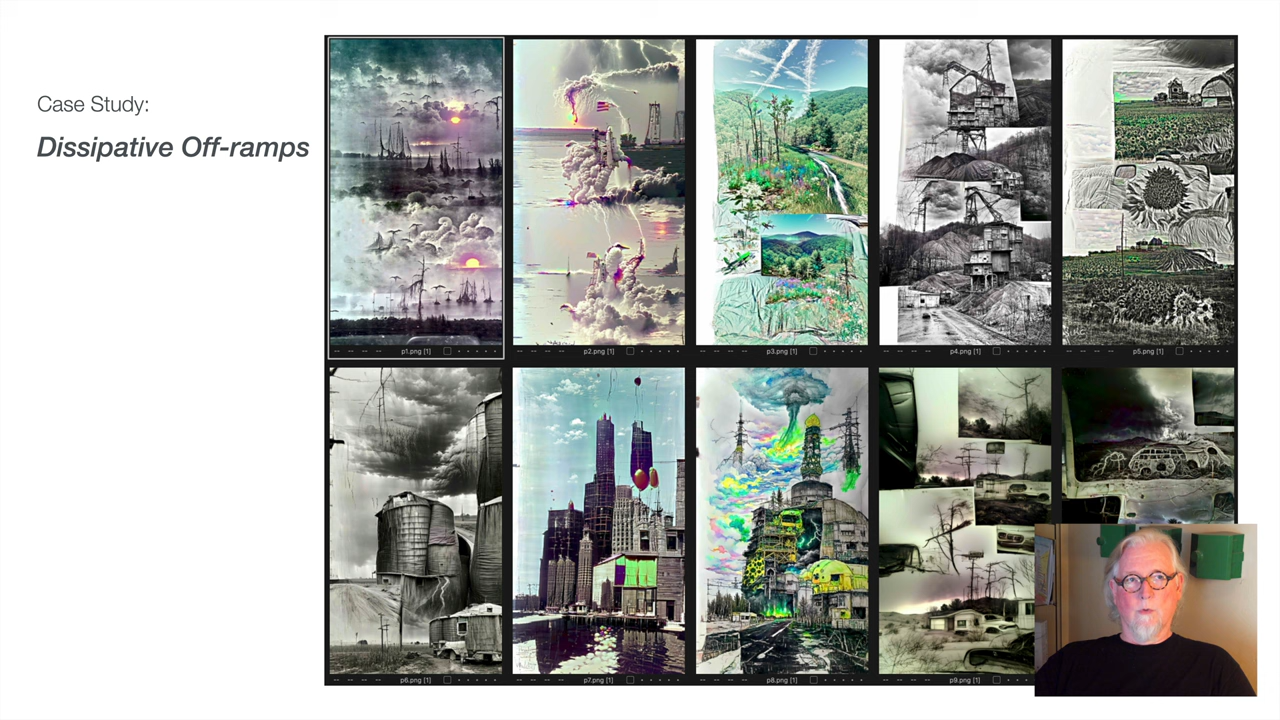 Case Study:
Dissipative Off-ramps
p1.png [1]
p2.png [1]
p3.png [1]
p4.png [1]
p5.png [1]
p6.png [1]
p7.png [1]
p8.png [1]
p9.png [1]